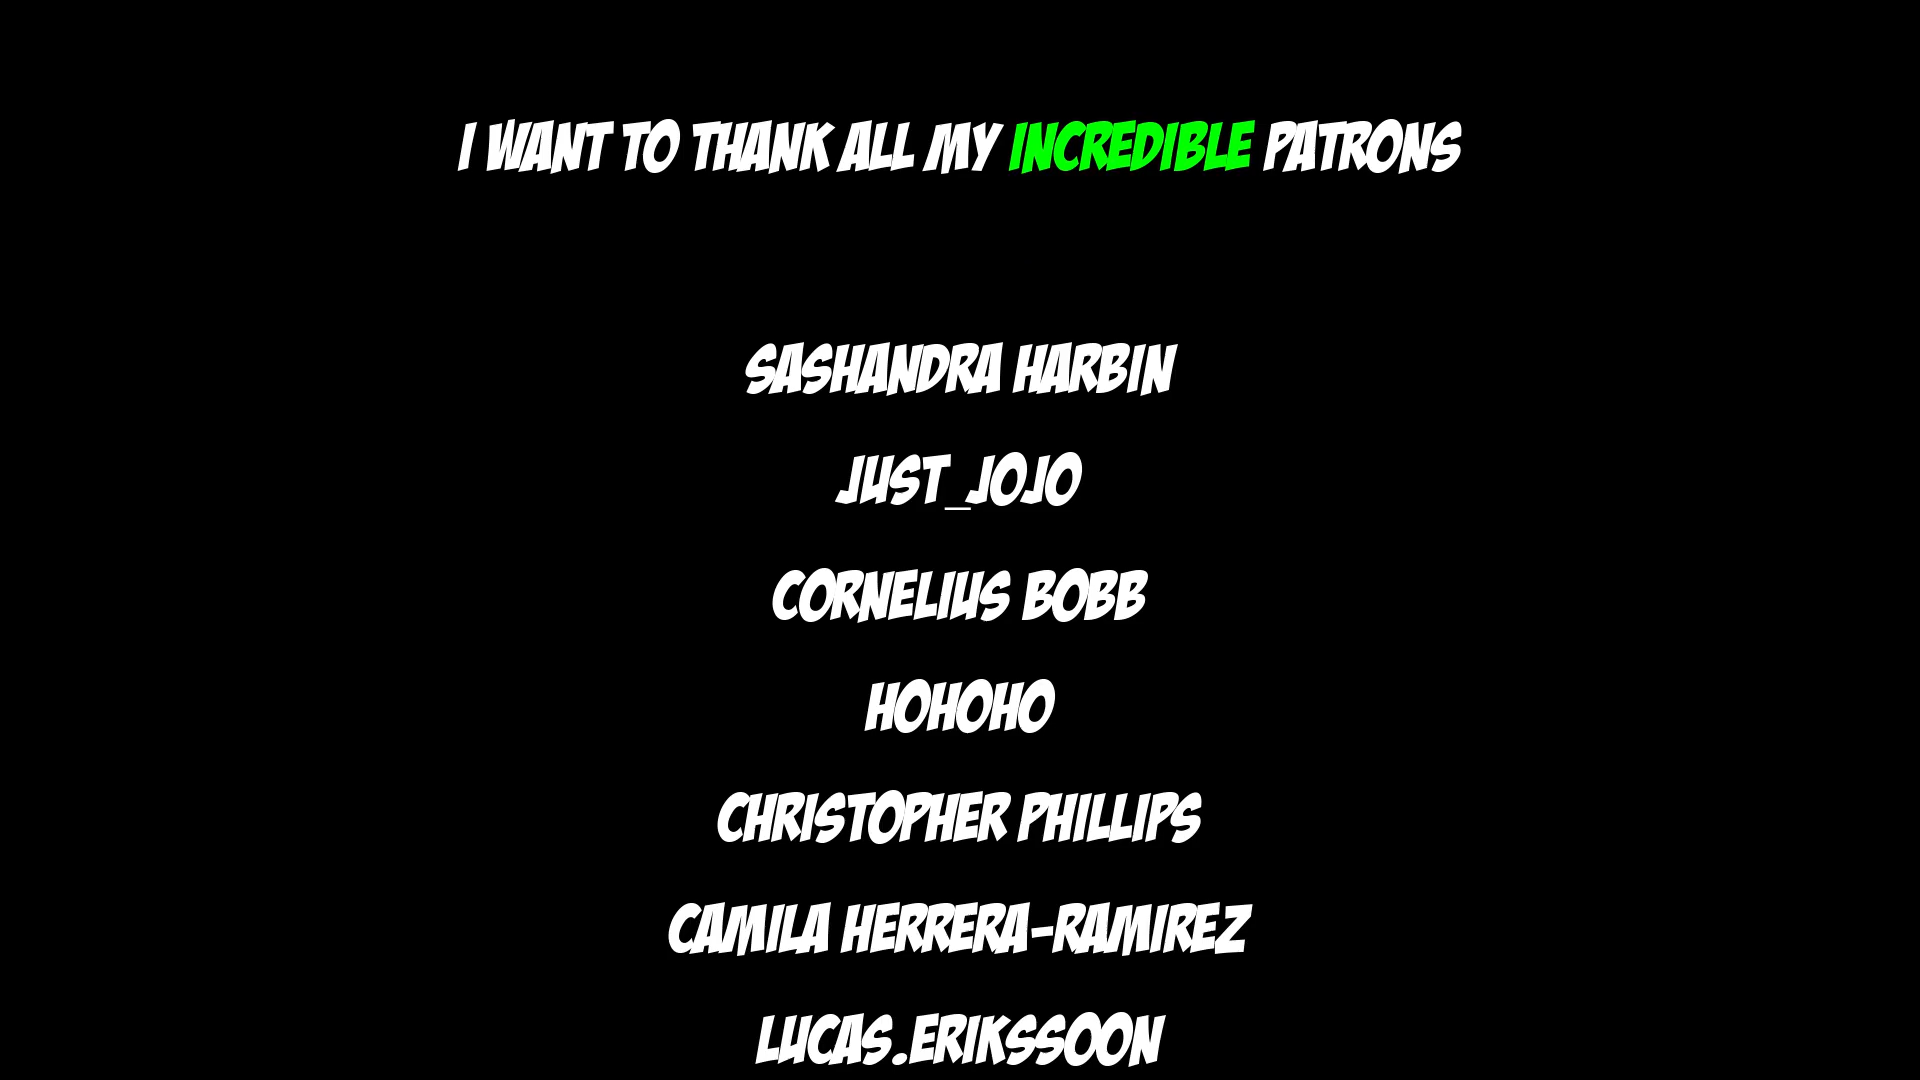 I WANT TO THANK ALL MY INCREDIBLE PATRONS
SASHANDRA HARBIN
JUST_JOJO
CORNELIUS BOBB
HOHOHO
CHRISTOPHER PHILLIPS
CAMILA HERRERA-RAMIREZ
LUCAS.ERIKSSOON